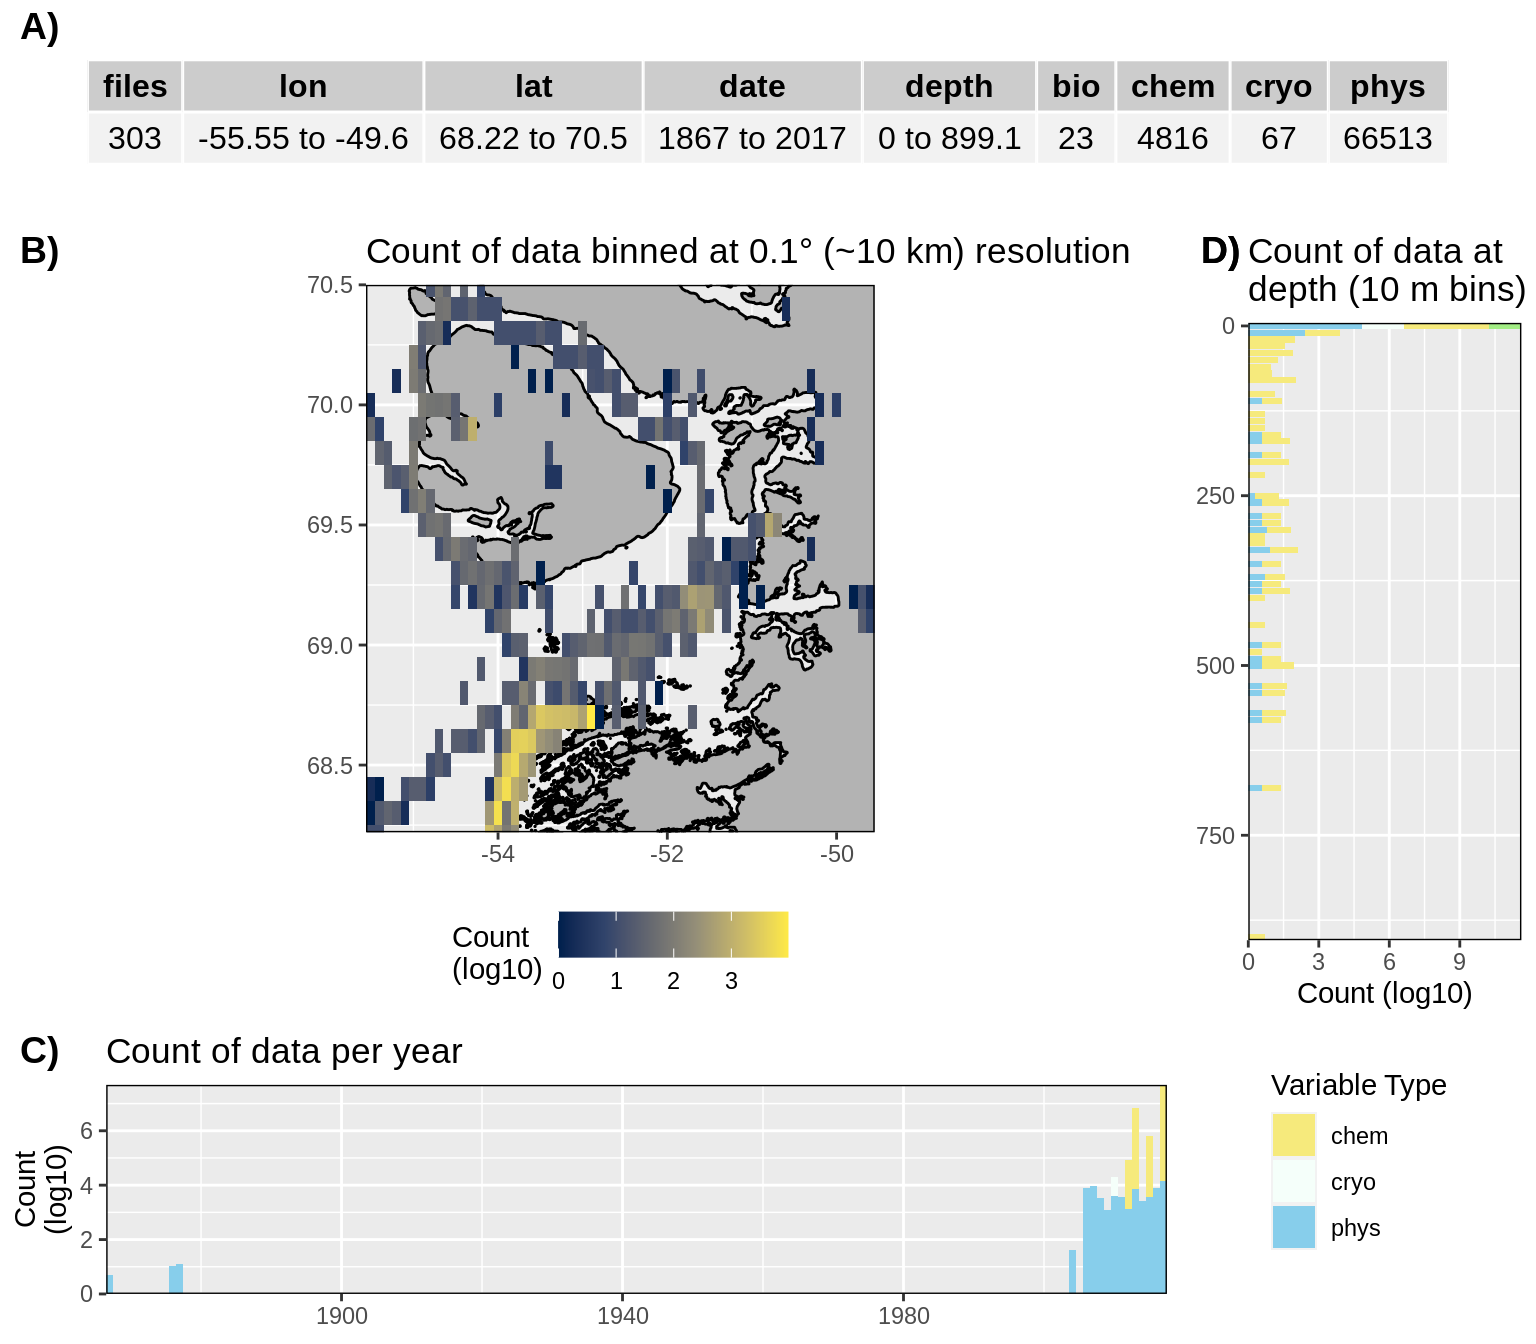 A)
files lon lat date depth bio chem cryo phys
303 -55.55 to -49.6 68.22 to 70.5 1867 to 2017 0 to 899.1 23 4816 67 66513
B)
Count of data binned at 0.1° (~10 km) resolution
70.5
70.0
69.5
69.0
68.5
-54 -52 -50
Count
(log10)
0 1 2 3
D)
Count of data at
depth (10 m bins)
0
250
500
750
0 3 6 9
Count (log10)
C)
Count of data per year
Count
(log10)
6
4
2
0
1900 1940 1980
Variable Type
chem
cryo
phys